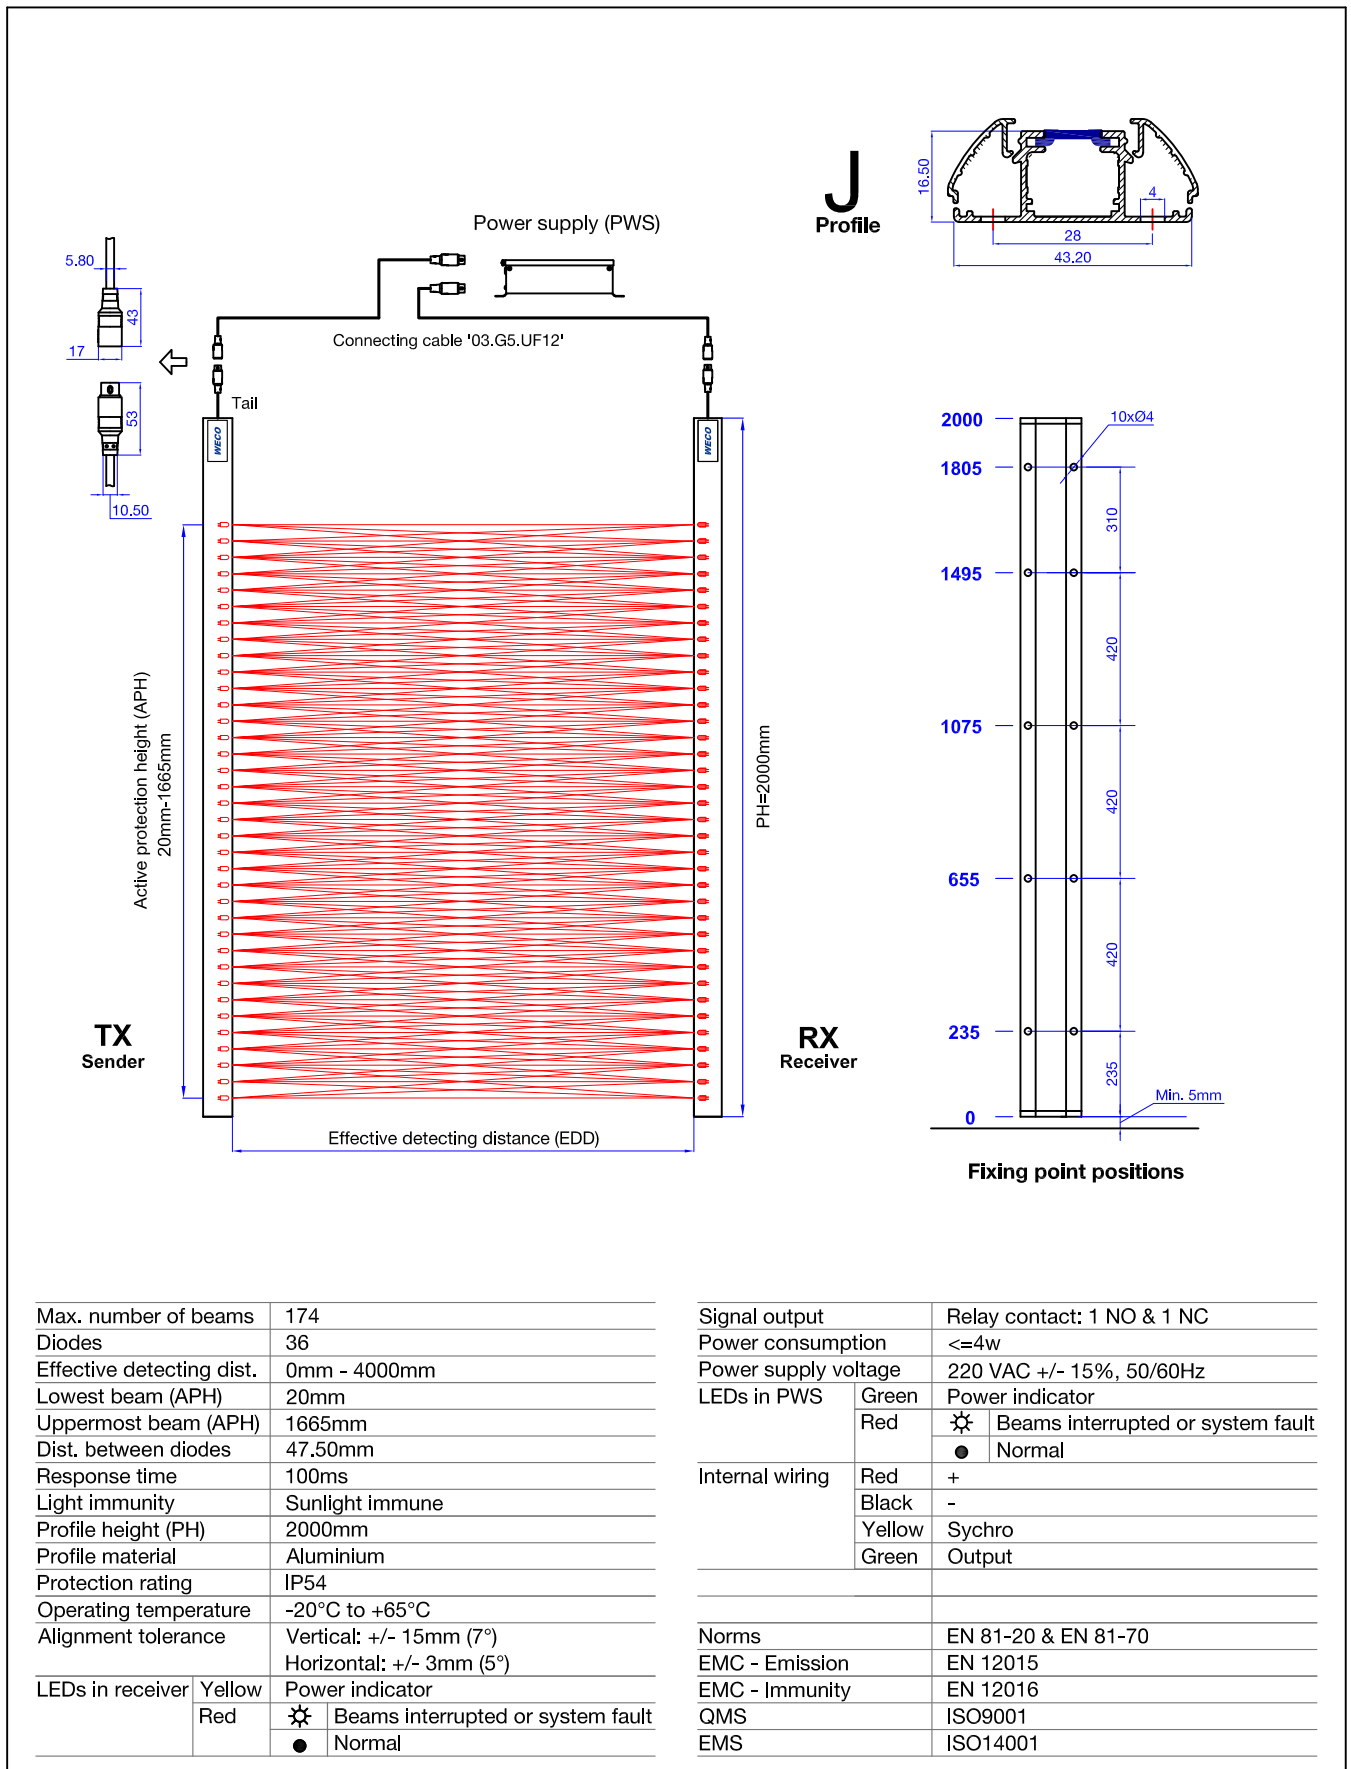 J
Profile
16.50
4
28
43.20
Power supply (PWS)
5.80
43
17
53
10.50
Connecting cable '03.G5.UF12'
Tail
WECO
WECO
Active protection height (APH)
20mm-1665mm
PH=2000mm
TX
Sender
RX
Receiver
Effective detecting distance (EDD)
2000
10xØ4
1805
310
1495
420
1075
420
655
420
235
235
Min. 5mm
0
Fixing point positions
Max. number of beams 174
Diodes 36
Effective detecting dist. 0mm - 4000mm
Lowest beam (APH) 20mm
Uppermost beam (APH) 1665mm
Dist. between diodes 47.50mm
Response time 100ms
Light immunity Sunlight immune
Profile height (PH) 2000mm
Profile material Aluminium
Protection rating IP54
Operating temperature -20°C to +65°C
Alignment tolerance Vertical: +/- 15mm (7°)
Horizontal: +/- 3mm (5°)
LEDs in receiver Yellow Power indicator
Red Beams interrupted or system fault
Normal
Signal output Relay contact: 1 NO & 1 NC
Power consumption <=4w
Power supply voltage 220 VAC +/- 15%, 50/60Hz
LEDs in PWS Green Power indicator
Red Beams interrupted or system fault
Normal
Internal wiring Red +
Black -
Yellow Sychro
Green Output
Norms EN 81-20 & EN 81-70
EMC - Emission EN 12015
EMC - Immunity EN 12016
QMS ISO9001
EMS ISO14001